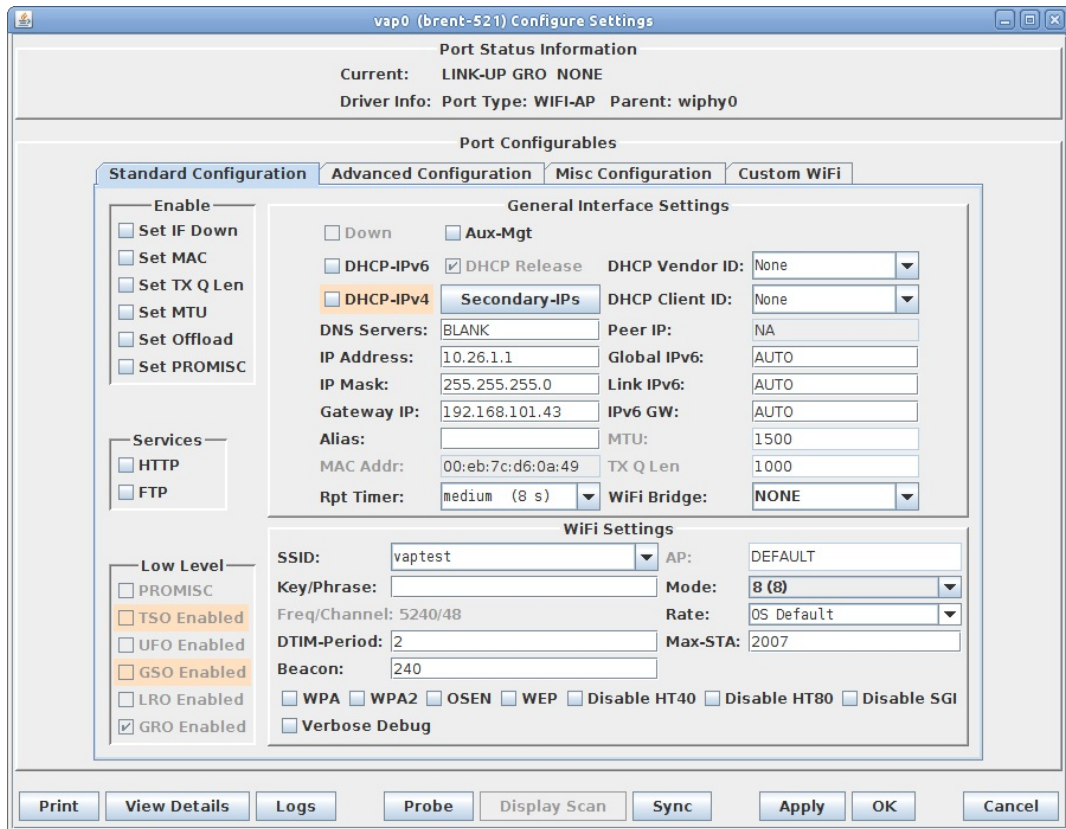 vap0 (brent-521) Configure Settings
Port Status Information
Current: LINK-UP GRO NONE
Driver Info: Port Type: WIFI-AP Parent: wiphy0
Port Configurables
Standard Configuration Advanced Configuration Misc Configuration Custom WiFi
Enable
Set IF Down
Set MAC
Set TX Q Len
Set MTU
Set Offload
Set PROMISC
Services
HTTP
FTP
Low Level
PROMISC
TSO Enabled
UFO Enabled
GSO Enabled
LRO Enabled
GRO Enabled
General Interface Settings
Down Aux-Mgt
DHCP-IPv6 DHCP Release DHCP Vendor ID: None
DHCP-IPv4 Secondary-IPs DHCP Client ID: None
DNS Servers: BLANK Peer IP: NA
IP Address: 10.26.1.1 Global IPv6: AUTO
IP Mask: 255.255.255.0 Link IPv6: AUTO
Gateway IP: 192.168.101.43 IPv6 GW: AUTO
Alias: MTU: 1500
MAC Addr: 00:eb:7c:d6:0a:49 TX Q Len 1000
Rpt Timer: medium (8 s) WiFi Bridge: NONE
WiFi Settings
SSID: vaptest AP: DEFAULT
Key/Phrase: Mode: 8 (8)
Freq/Channel: 5240/48 Rate: OS Default
DTIM-Period: 2 Max-STA: 2007
Beacon: 240
WPA WPA2 OSEN WEP Disable HT40 Disable HT80 Disable SGI
Verbose Debug
Print View Details Logs Probe Display Scan Sync Apply OK Cancel